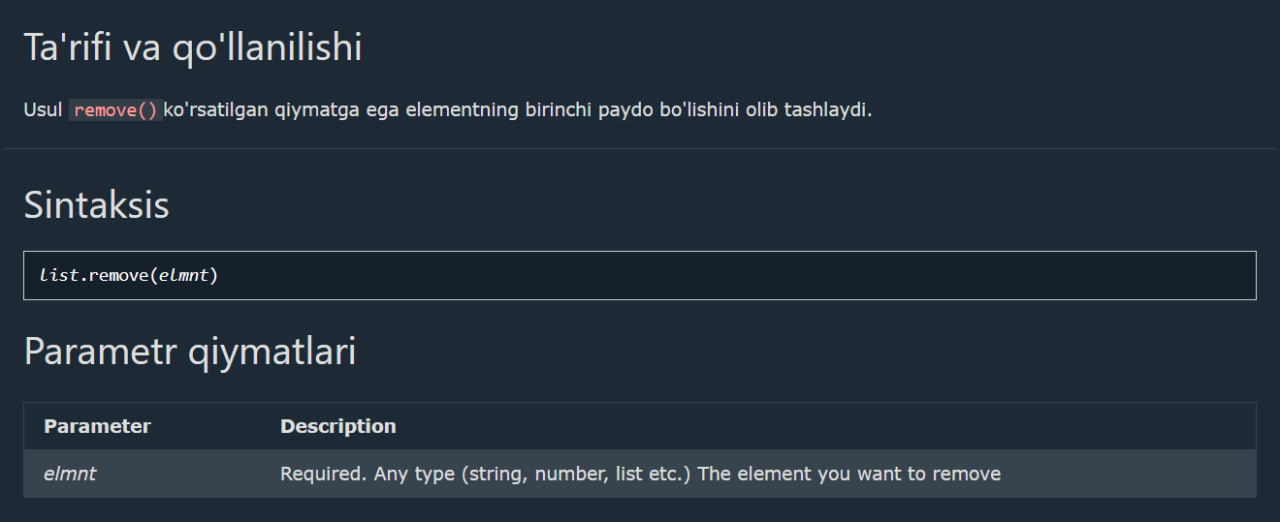 Ta'rifi va qo'llanilishi
Usul remove() ko'rsatilgan qiymatga ega elementning birinchi paydo bo'lishini olib tashlaydi.
Sintaksis
list.remove(elmnt)
Parametr qiymatlari
Parameter Description
elmnt Required. Any type (string, number, list etc.) The element you want to remove